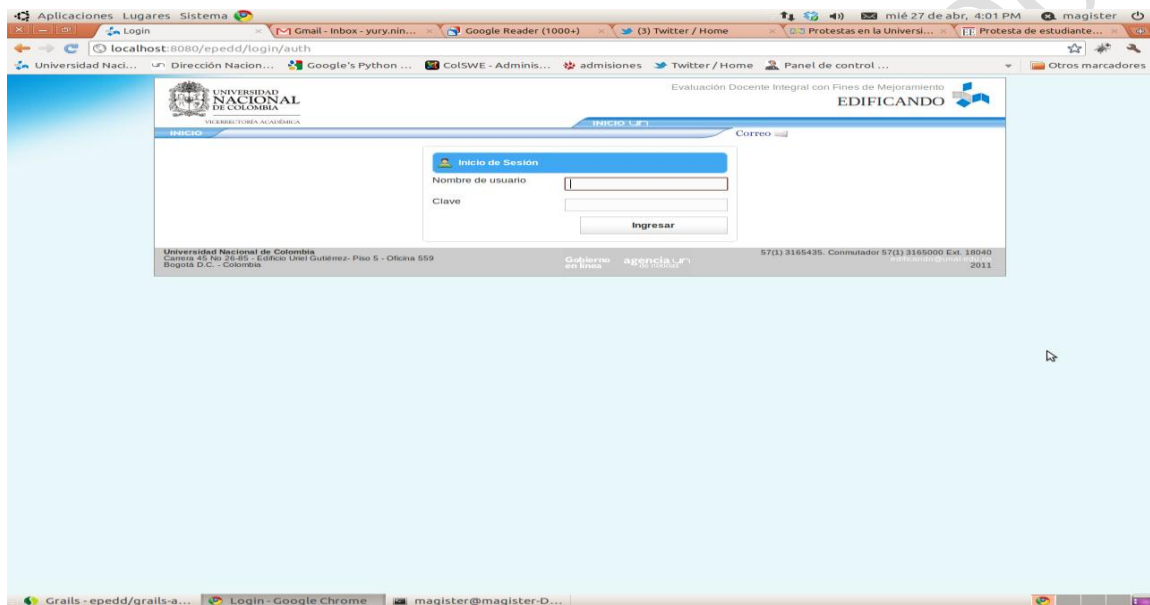 Aplicaciones Lugares Sistema
mié 27 de abr, 4:01 PM magister
Login
Gmail - Inbox - yury.nin...
Google Reader (1000+)
(3) Twitter / Home
Protestas en la Universi...
Protesta de estudiante...
localhost:8080/epedd/login/auth
Universidad Naci...
Dirección Nacion...
Google's Python ...
ColSWE - Adminis...
admisiones
Twitter / Home
Panel de control ...
Otros marcadores
UNIVERSIDAD
NACIONAL
DE COLOMBIA
VICERRECTORÍA ACADÉMICA
Evaluación Docente Integral con Fines de Mejoramiento
EDIFICANDO
INICIO un
INICIO
Correo
Inicio de Sesión
Nombre de usuario
Clave
Ingresar
Universidad Nacional de Colombia
Carrera 45 No 26-85 - Edificio Uriel Gutiérrez- Piso 5 - Oficina 559
Bogotá D.C. - Colombia
Gobierno
en línea
agencia un
de noticias
57(1) 3165435. Conmutador 57(1) 3165000 Ext. 18040
2011
Grails - epedd/grails-a...
Login - Google Chrome
magister@magister-D...